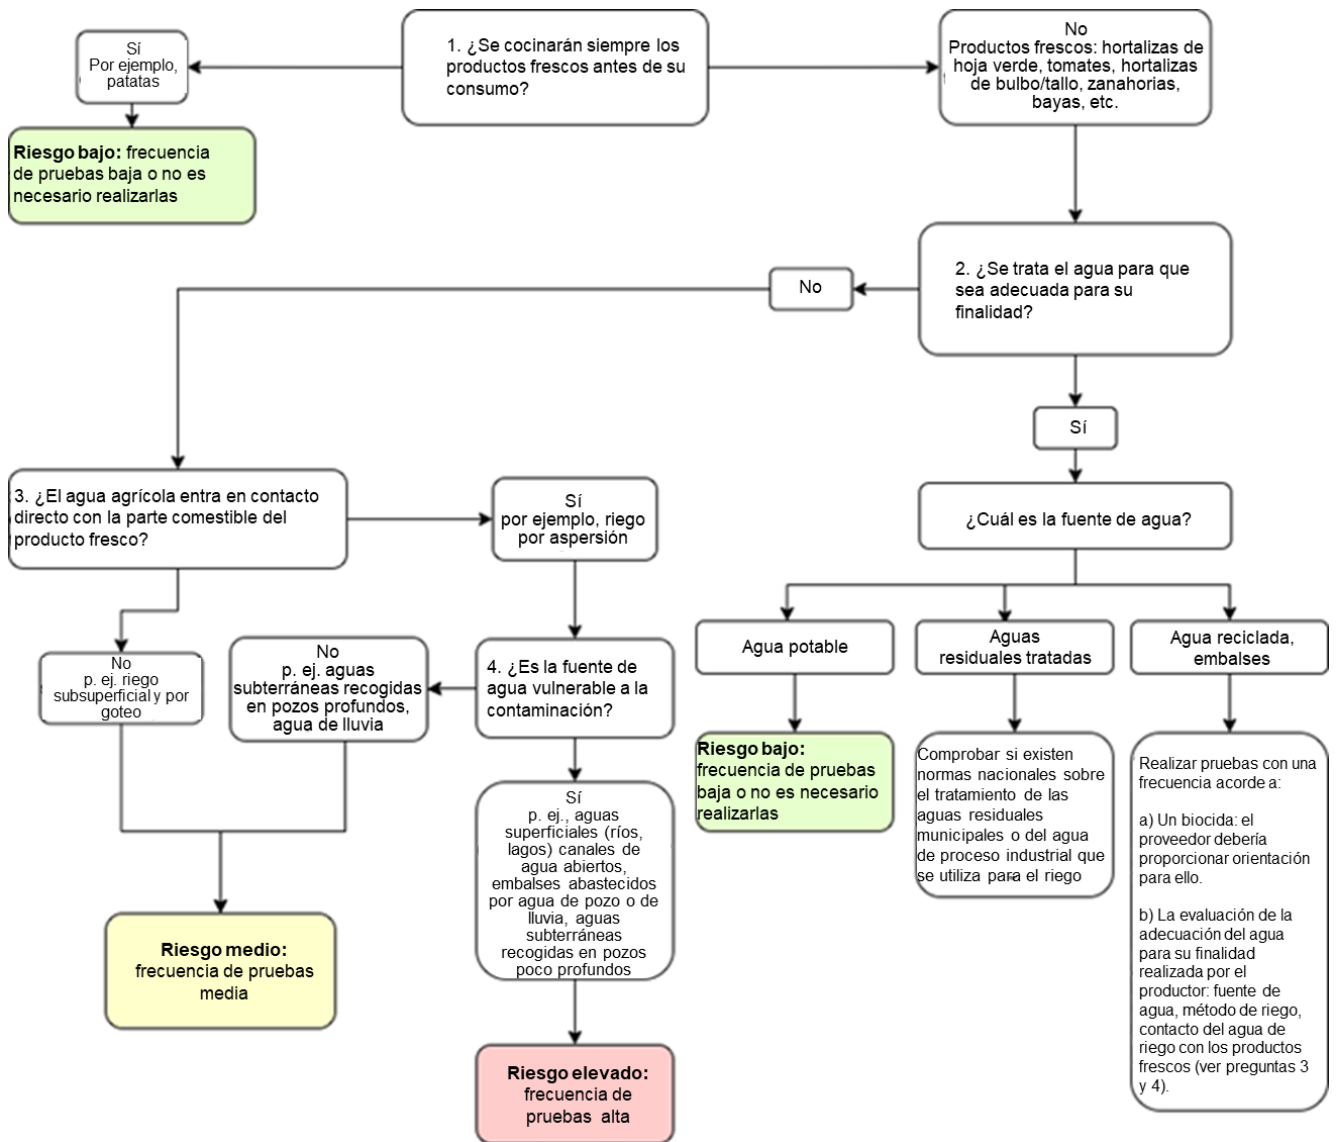 Sí
Por ejemplo,
patatas
1. ¿Se cocinarán siempre los
productos frescos antes de su
consumo?
No
Productos frescos: hortalizas de
hoja verde, tomates, hortalizas
de bulbo/tallo, zanahorias,
bayas, etc.
Riesgo bajo: frecuencia
de pruebas baja o no es
necesario realizarlas
2. ¿Se trata el agua para que
sea adecuada para su
finalidad?
No
Sí
3. ¿El agua agrícola entra en contacto
directo con la parte comestible del
producto fresco?
Sí
por ejemplo, riego
por aspersión
¿Cuál es la fuente de agua?
No
p. ej. riego
subsuperficial y por
goteo
No
p. ej. aguas
subterráneas recogidas
en pozos profundos,
agua de lluvia
4. ¿Es la fuente de
agua vulnerable a la
contaminación?
Agua potable
Aguas
residuales tratadas
Agua reciclada,
embalses
Riesgo bajo:
frecuencia de pruebas
baja o no es necesario
realizarlas
Comprobar si existen
normas nacionales sobre
el tratamiento de las
aguas residuales
municipales o del agua
de proceso industrial que
se utiliza para el riego
Realizar pruebas con una
frecuencia acorde a:
a) Un biocida: el
proveedor debería
proporcionar orientación
para ello.
b) La evaluación de la
adecuación del agua
para su finalidad
realizada por el
productor: fuente de
agua, método de riego,
contacto del agua de
riego con los productos
frescos (ver preguntas 3
y 4).
Sí
p. ej., aguas
superficiales (ríos,
lagos) canales de
agua abiertos,
embalses abastecidos
por agua de pozo o de
lluvia, aguas
subterráneas
recogidas en pozos
poco profundos
Riesgo medio:
frecuencia de pruebas
media
Riesgo elevado:
frecuencia de
pruebas alta